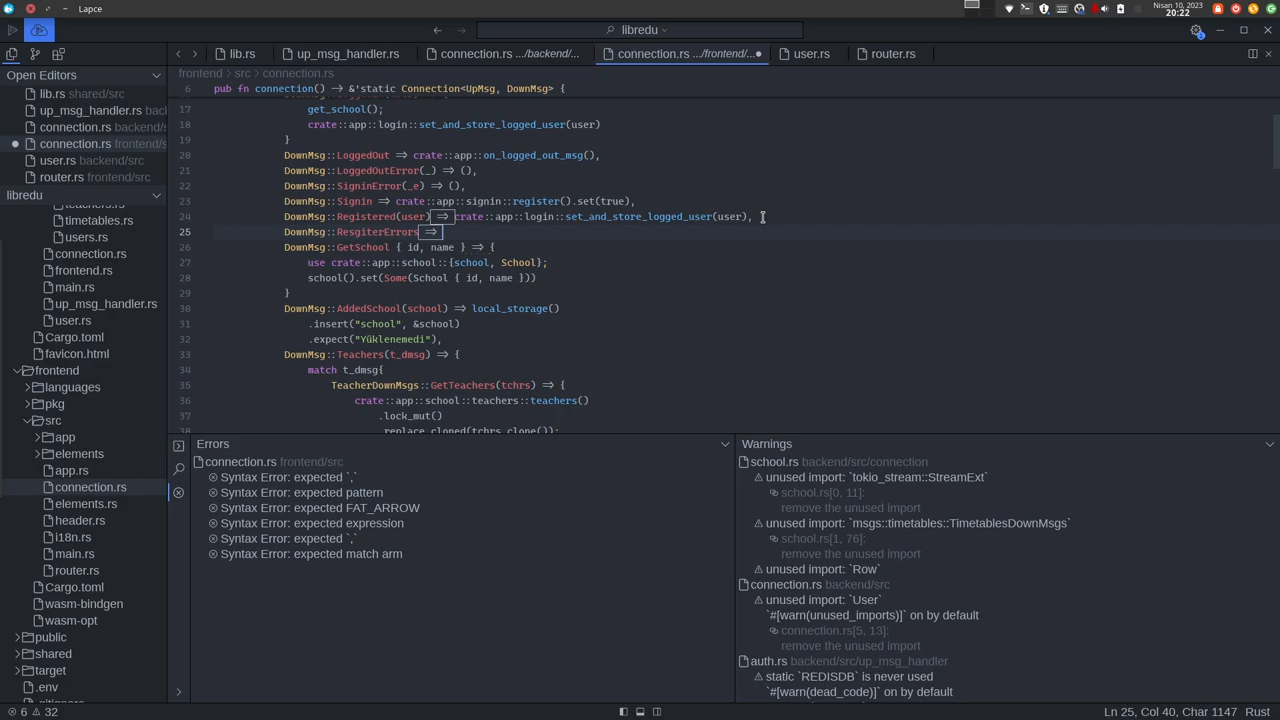 Lapce
Nisan 10, 2023
20:22
libredu
lib.rs
up_msg_handler.rs
connection.rs .../backend/...
connection.rs .../frontend/...
user.rs
router.rs
Open Editors
lib.rs shared/src
up_msg_handler.rs bac
connection.rs backend/s
connection.rs frontend/
user.rs backend/src
router.rs frontend/src
libredu
teachers.rs
timetables.rs
users.rs
connection.rs
frontend.rs
main.rs
up_msg_handler.rs
user.rs
Cargo.toml
favicon.html
frontend
languages
pkg
src
app
elements
app.rs
connection.rs
elements.rs
header.rs
i18n.rs
main.rs
router.rs
Cargo.toml
wasm-bindgen
wasm-opt
public
shared
target
.env
frontend src connection.rs
6 pub fn connection() → &'static Connection<UpMsg, DownMsg> {
17 get_school();
18 crate::app::login::set_and_store_logged_user(user)
19 }
20 DownMsg::LoggedOut ⇒ crate::app::on_logged_out_msg(),
21 DownMsg::LoggedOutError(_) ⇒ (),
22 DownMsg::SigninError(_e) ⇒ (),
23 DownMsg::Signin ⇒ crate::app::signin::register().set(true),
24 DownMsg::Registered(user) ⇒ crate::app::login::set_and_store_logged_user(user),
25 DownMsg::ResgiterErrors ⇒
26 DownMsg::GetSchool { id, name } ⇒ {
27 use crate::app::school::{school, School};
28 school().set(Some(School { id, name }))
29 }
30 DownMsg::AddedSchool(school) ⇒ local_storage()
31 .insert("school", &school)
32 .expect("Yüklenemedi"),
33 DownMsg::Teachers(t_dmsg) ⇒ {
34 match t_dmsg{
35 TeacherDownMsgs::GetTeachers(tchrs) ⇒ {
36 crate::app::school::teachers::teachers()
37 .lock_mut()
38 .replace_cloned(tchrs.clone());
Errors
connection.rs frontend/src
Syntax Error: expected `,`
Syntax Error: expected pattern
Syntax Error: expected FAT_ARROW
Syntax Error: expected expression
Syntax Error: expected `,`
Syntax Error: expected match arm
Warnings
school.rs backend/src/connection
unused import: `tokio_stream::StreamExt`
school.rs[0, 11]:
remove the unused import
unused import: `msgs::timetables::TimetablesDownMsgs`
school.rs[1, 76]:
remove the unused import
unused import: `Row`
connection.rs backend/src
unused import: `User`
`#[warn(unused_imports)]` on by default
connection.rs[5, 13]:
remove the unused import
auth.rs backend/src/up_msg_handler
static `REDISDB` is never used
`#[warn(dead_code)]` on by default
6 32
Ln 25, Col 40, Char 1147 Rust